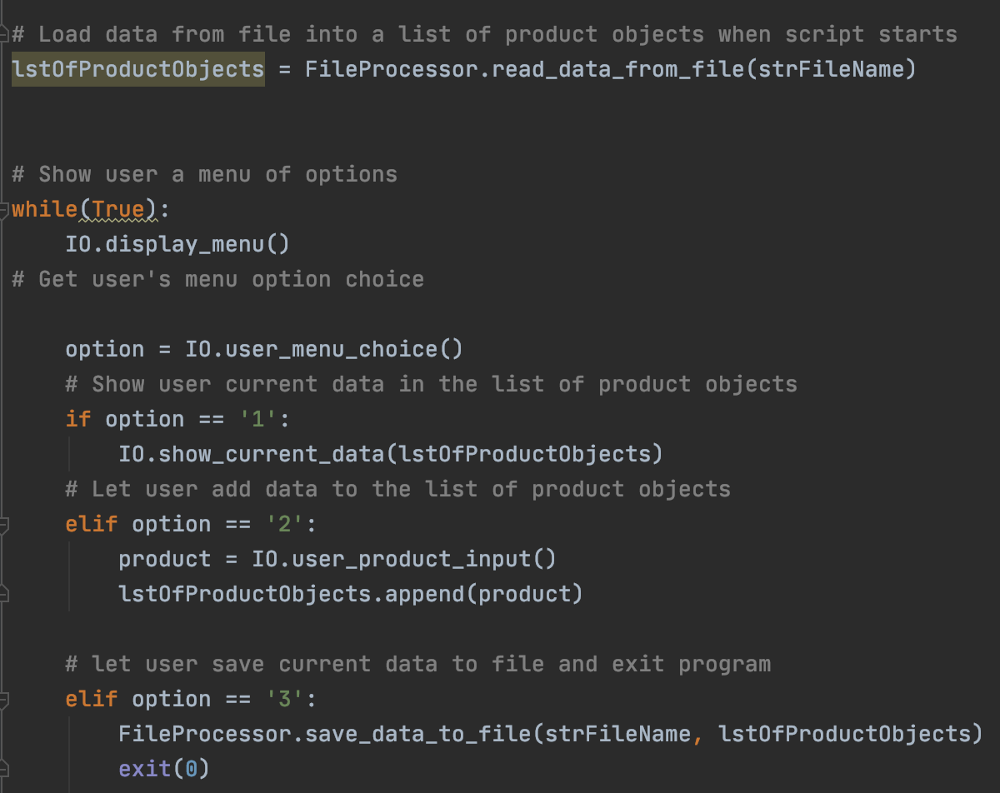 # Load data from file into a list of product objects when script starts
lstOfProductObjects = FileProcessor.read_data_from_file(strFileName)
# Show user a menu of options
while(True):
    IO.display_menu()
# Get user's menu option choice
    option = IO.user_menu_choice()
    # Show user current data in the list of product objects
    if option == '1':
        IO.show_current_data(lstOfProductObjects)
    # Let user add data to the list of product objects
    elif option == '2':
        product = IO.user_product_input()
        lstOfProductObjects.append(product)
    # let user save current data to file and exit program
    elif option == '3':
        FileProcessor.save_data_to_file(strFileName, lstOfProductObjects)
        exit(0)